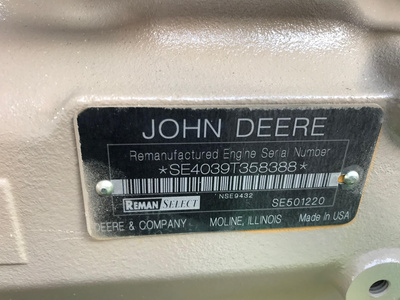 JOHN DEERE
Remanufactured Engine Serial Number
*SE4039T358388*
NSE9432
REMAN SELECT
SE501220
DEERE & COMPANY MOLINE, ILLINOIS Made In USA